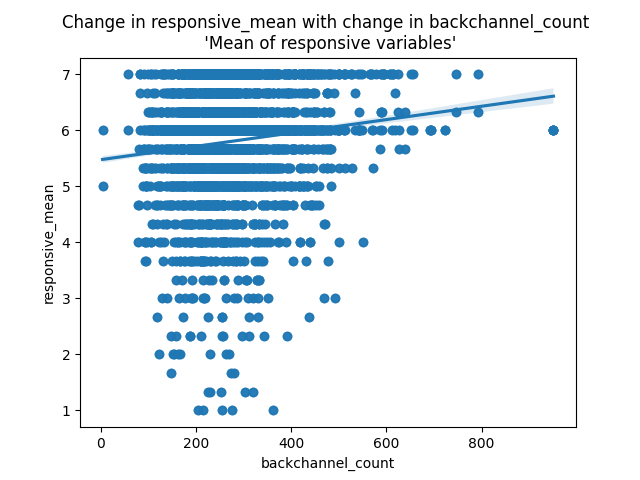 Change in responsive_mean with change in backchannel_count
'Mean of responsive variables'
7
6
5
4
3
2
1
responsive_mean
0 200 400 600 800
backchannel_count